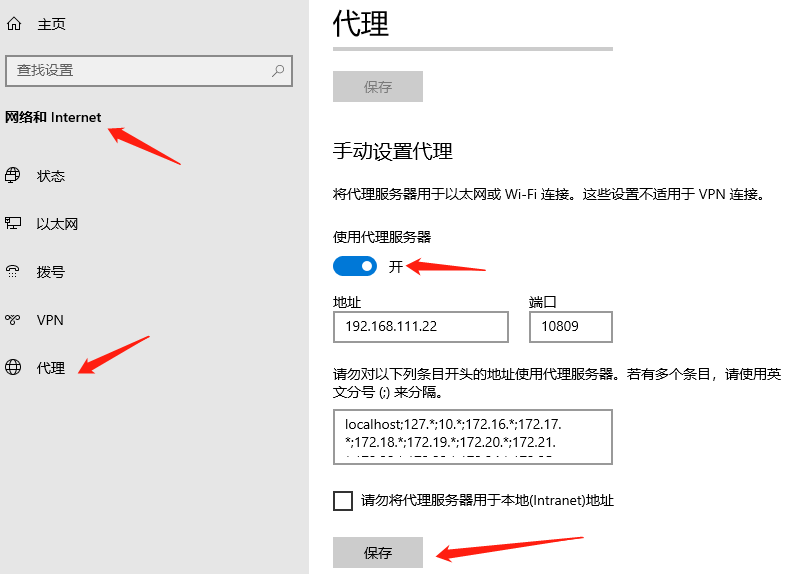 主页
查找设置
网络和 Internet
状态
以太网
拨号
VPN
代理
代理
保存
手动设置代理
将代理服务器用于以太网或 Wi-Fi 连接。这些设置不适用于 VPN 连接。
使用代理服务器
开
地址
端口
192.168.111.22
10809
请勿对以下列条目开头的地址使用代理服务器。若有多个条目，请使用英
文分号 (;) 来分隔。
localhost;127.*;10.*;172.16.*;172.17.
*;172.18.*;172.19.*;172.20.*;172.21.
请勿将代理服务器用于本地(Intranet)地址
保存